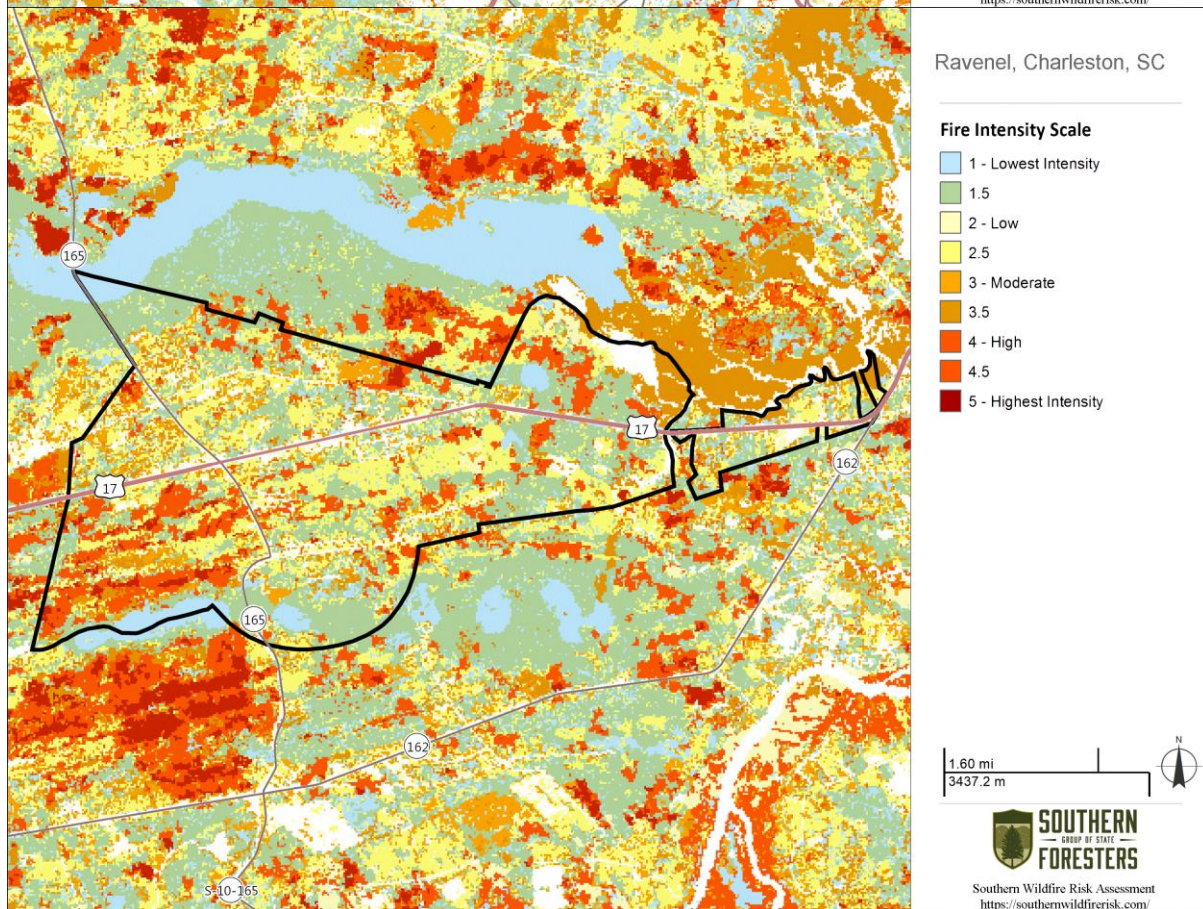 https://southernwildfirerisk.com/
Ravenel, Charleston, SC
Fire Intensity Scale
1 - Lowest Intensity
1.5
2 - Low
2.5
3 - Moderate
3.5
4 - High
4.5
5 - Highest Intensity
165
17
17
162
165
162
S-10-165
1.60 mi
3437.2 m
N
SOUTHERN
GROUP OF STATE
FORESTERS
Southern Wildfire Risk Assessment
https://southernwildfirerisk.com/